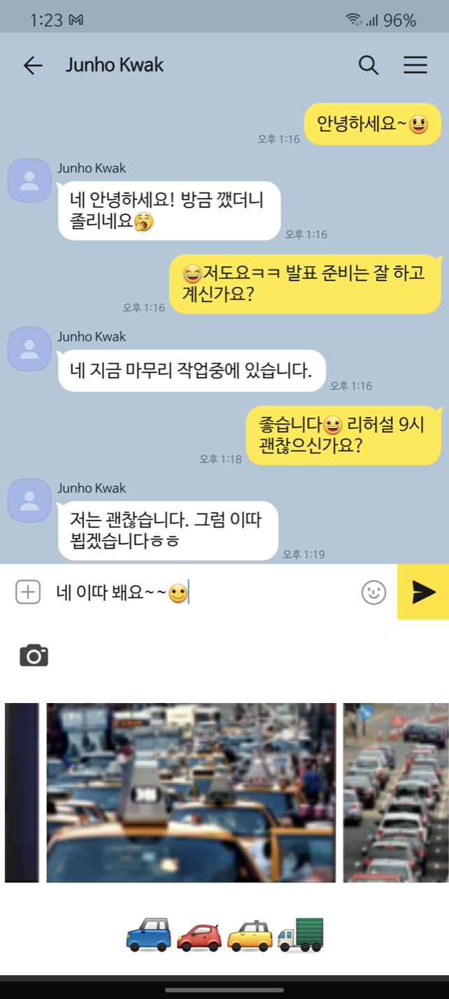 1:23 96%
Junho Kwak
안녕하세요~😃
오후 1:16
Junho Kwak
네 안녕하세요! 방금 깼더니
졸리네요🥱
오후 1:16
😂저도요ㅋㅋ 발표 준비는 잘 하고
계신가요?
오후 1:16
Junho Kwak
네 지금 마무리 작업중에 있습니다.
오후 1:16
좋습니다😀 리허설 9시
괜찮으신가요?
오후 1:18
Junho Kwak
저는 괜찮습니다. 그럼 이따
뵙겠습니다ㅎㅎ
오후 1:19
네 이따 봬요~~🙂